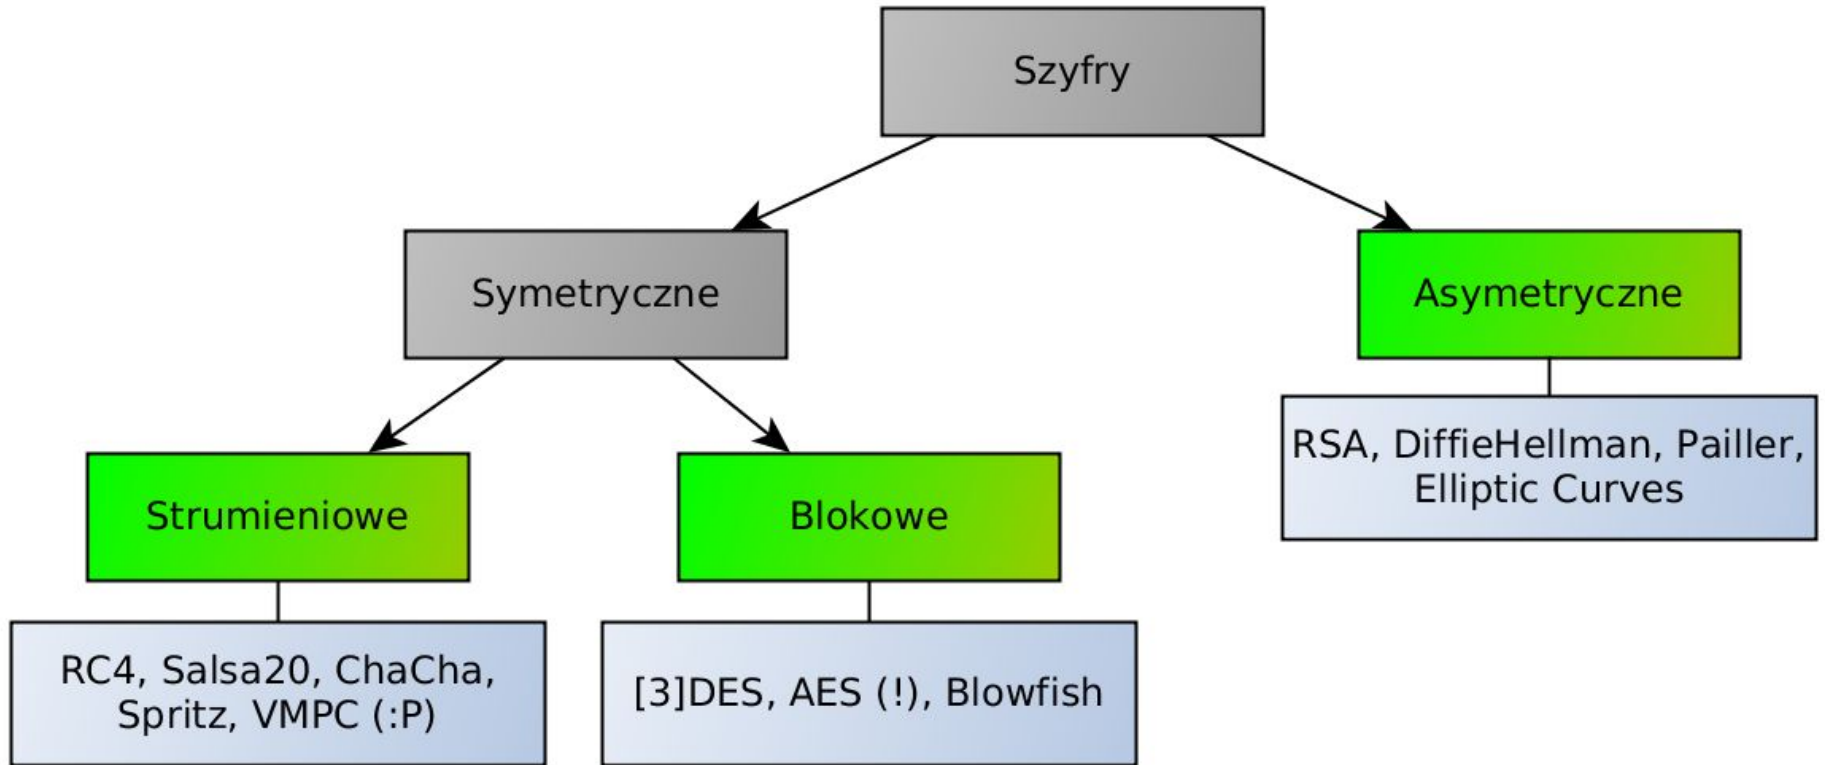 Szyfry
Symetryczne
Asymetryczne
RSA, DiffieHellman, Pailler,
Elliptic Curves
Strumieniowe
Blokowe
RC4, Salsa20, ChaCha,
Spritz, VMPC (:P)
[3]DES, AES (!), Blowfish